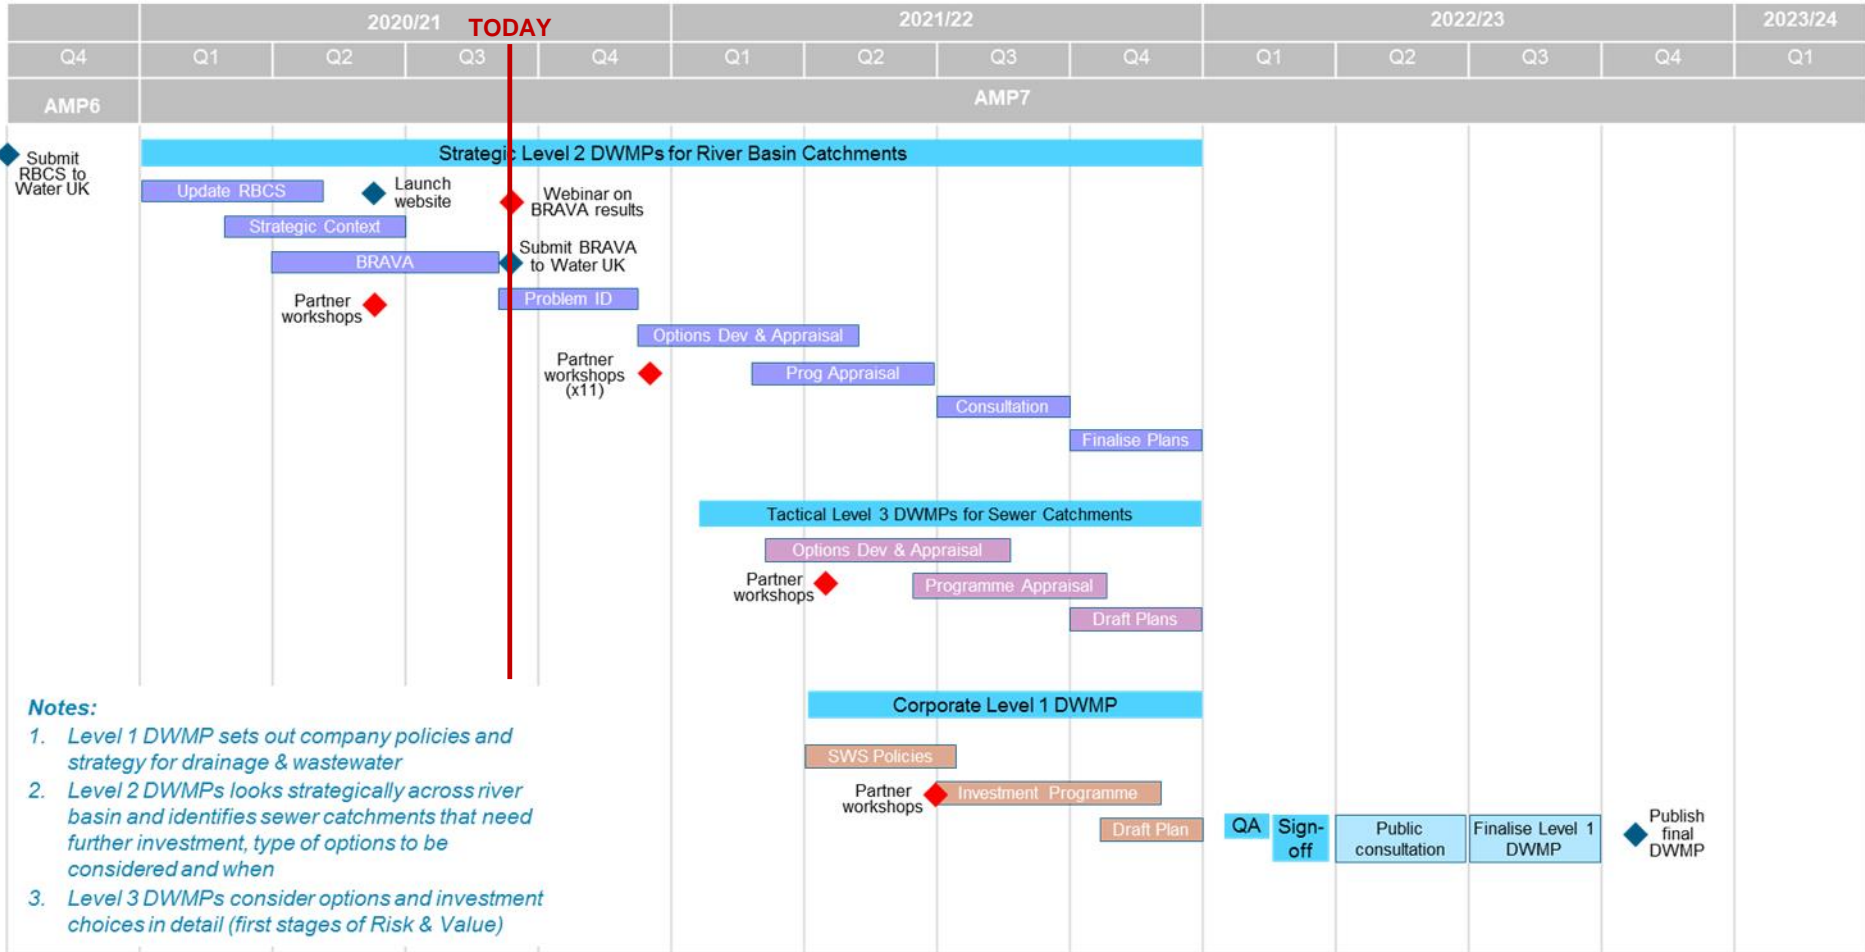 2020/21
TODAY
2021/22
2022/23
2023/24
Q4
Q1
Q2
Q3
Q4
Q1
Q2
Q3
Q4
Q1
Q2
Q3
Q4
Q1
AMP6
AMP7
Submit
RBCS to
Water UK
Strategic Level 2 DWMPs for River Basin Catchments
Update RBCS
Launch
website
Webinar on
BRAVA results
Strategic Context
Submit BRAVA
to Water UK
BRAVA
Partner
workshops
Problem ID
Options Dev & Appraisal
Partner
workshops
(x11)
Prog Appraisal
Consultation
Finalise Plans
Tactical Level 3 DWMPs for Sewer Catchments
Options Dev & Appraisal
Partner
workshops
Programme Appraisal
Draft Plans
Corporate Level 1 DWMP
SWS Policies
Partner
workshops
Investment Programme
Draft Plan
QA
Sign-
off
Public
consultation
Finalise Level 1
DWMP
Publish
final
DWMP
Notes:
1. Level 1 DWMP sets out company policies and
strategy for drainage & wastewater
2. Level 2 DWMPs looks strategically across river
basin and identifies sewer catchments that need
further investment, type of options to be
considered and when
3. Level 3 DWMPs consider options and investment
choices in detail (first stages of Risk & Value)